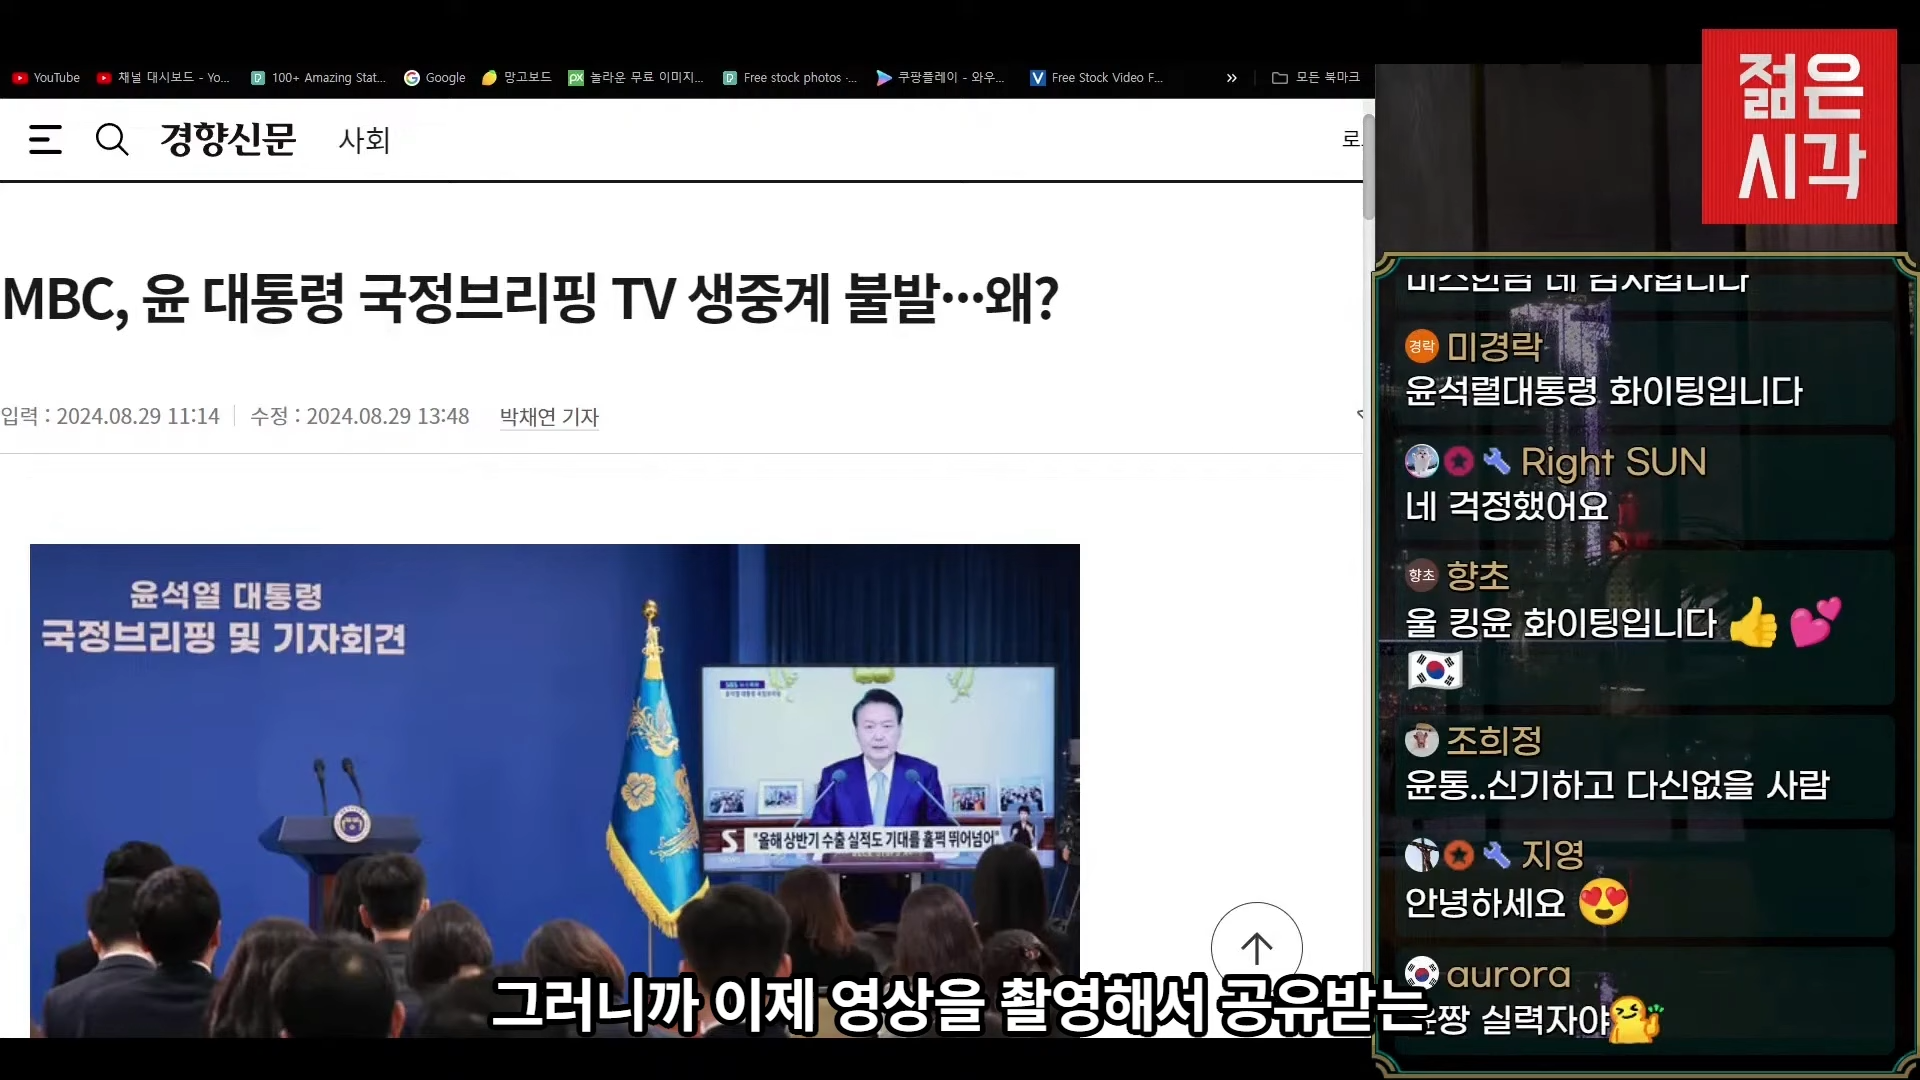 YouTube
채널 대시보드 - Yo...
100+ Amazing Stat...
Google
망고보드
놀라운 무료 이미지...
Free stock photos ·...
쿠팡플레이 - 와우...
Free Stock Video F...
»
모든 북마크
젊은
시각
경향신문
사회
MBC, 윤 대통령 국정브리핑 TV 생중계 불발…왜?
입력 : 2024.08.29 11:14
수정 : 2024.08.29 13:48
박채연 기자
윤석열 대통령
국정브리핑 및 기자회견
"올해 상반기 수출 실적도 기대를 훌쩍 뛰어넘어"
그러니까 이제 영상을 촬영해서 공유받는
경락 미경락
윤석렬대통령 화이팅입니다
Right SUN
네 걱정했어요
향초 향초
울 킹윤 화이팅입니다 👍 💕
🇰🇷
조희정
윤통..신기하고 다신없을 사람
지영
안녕하세요 😍
aurora
실력자야